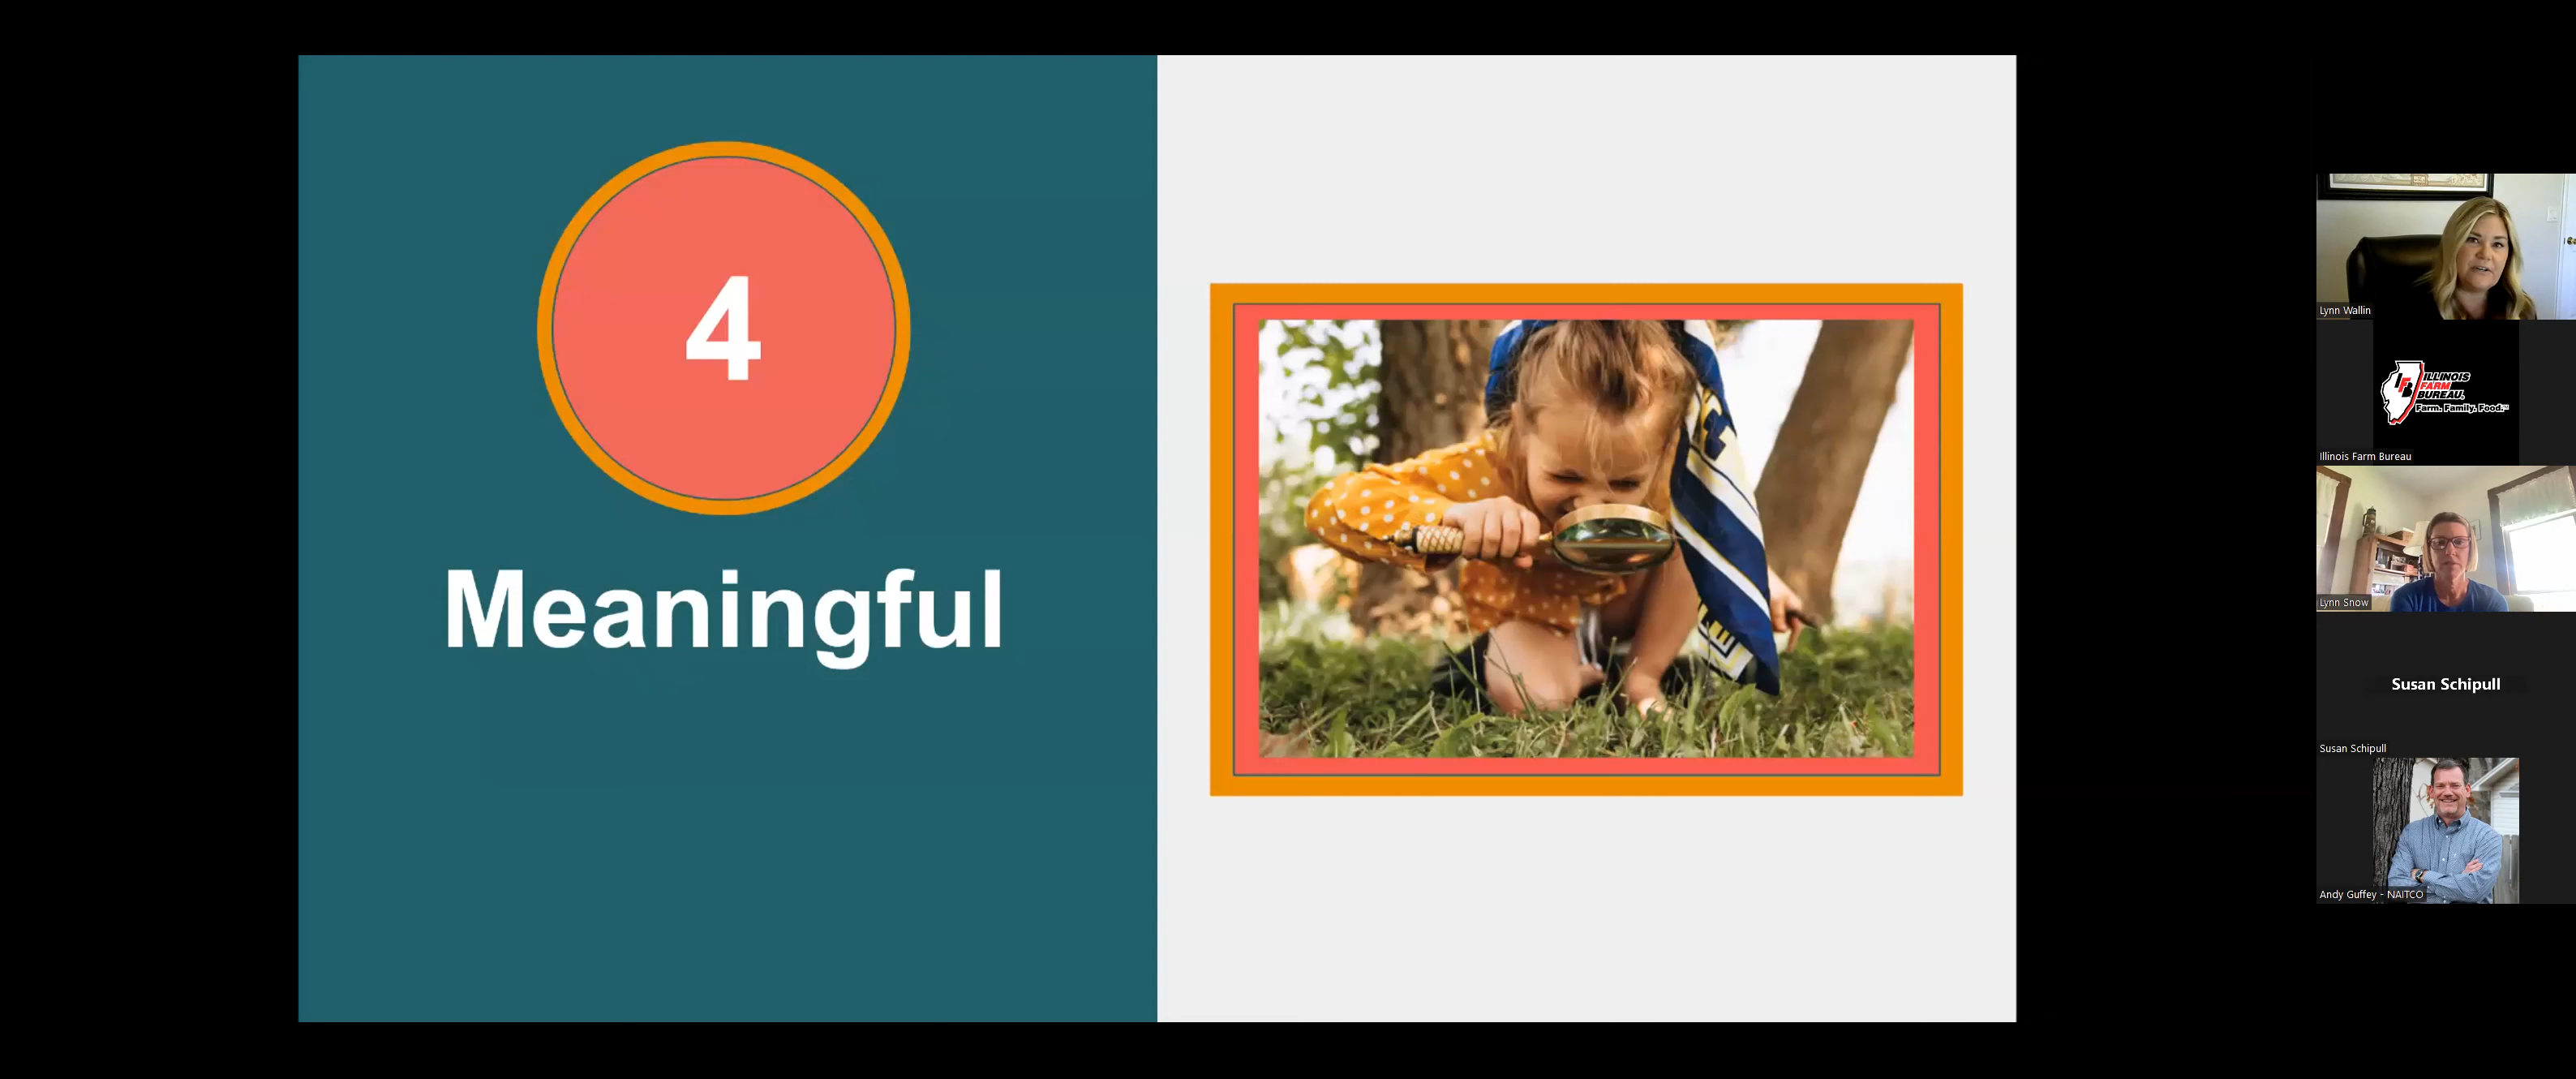 4
Meaningful
Lynn Wallin
ILLINOIS
FARM
BUREAU.
Farm. Family. Food.™
Illinois Farm Bureau
Lynn Snow
Susan Schipull
Susan Schipull
Andy Guffey - NAITCO